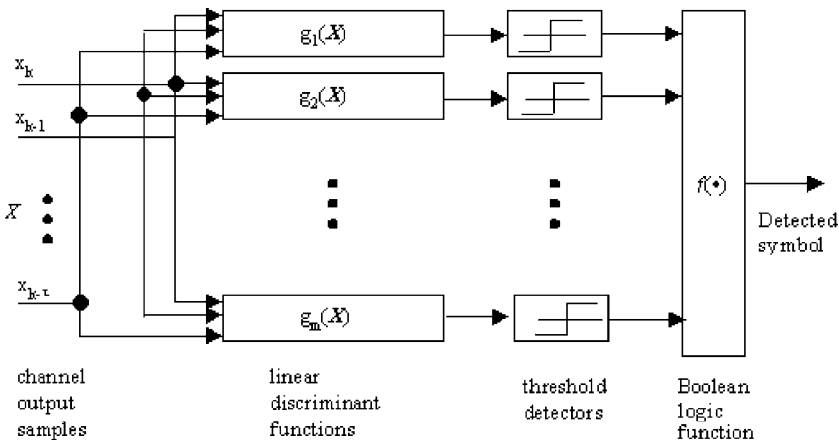 g1(X)
xk
g2(X)
xk-1
f(•)
X
Detected
symbol
xk-τ
gm(X)
channel
output
samples
linear
discriminant
functions
threshold
detectors
Boolean
logic
function